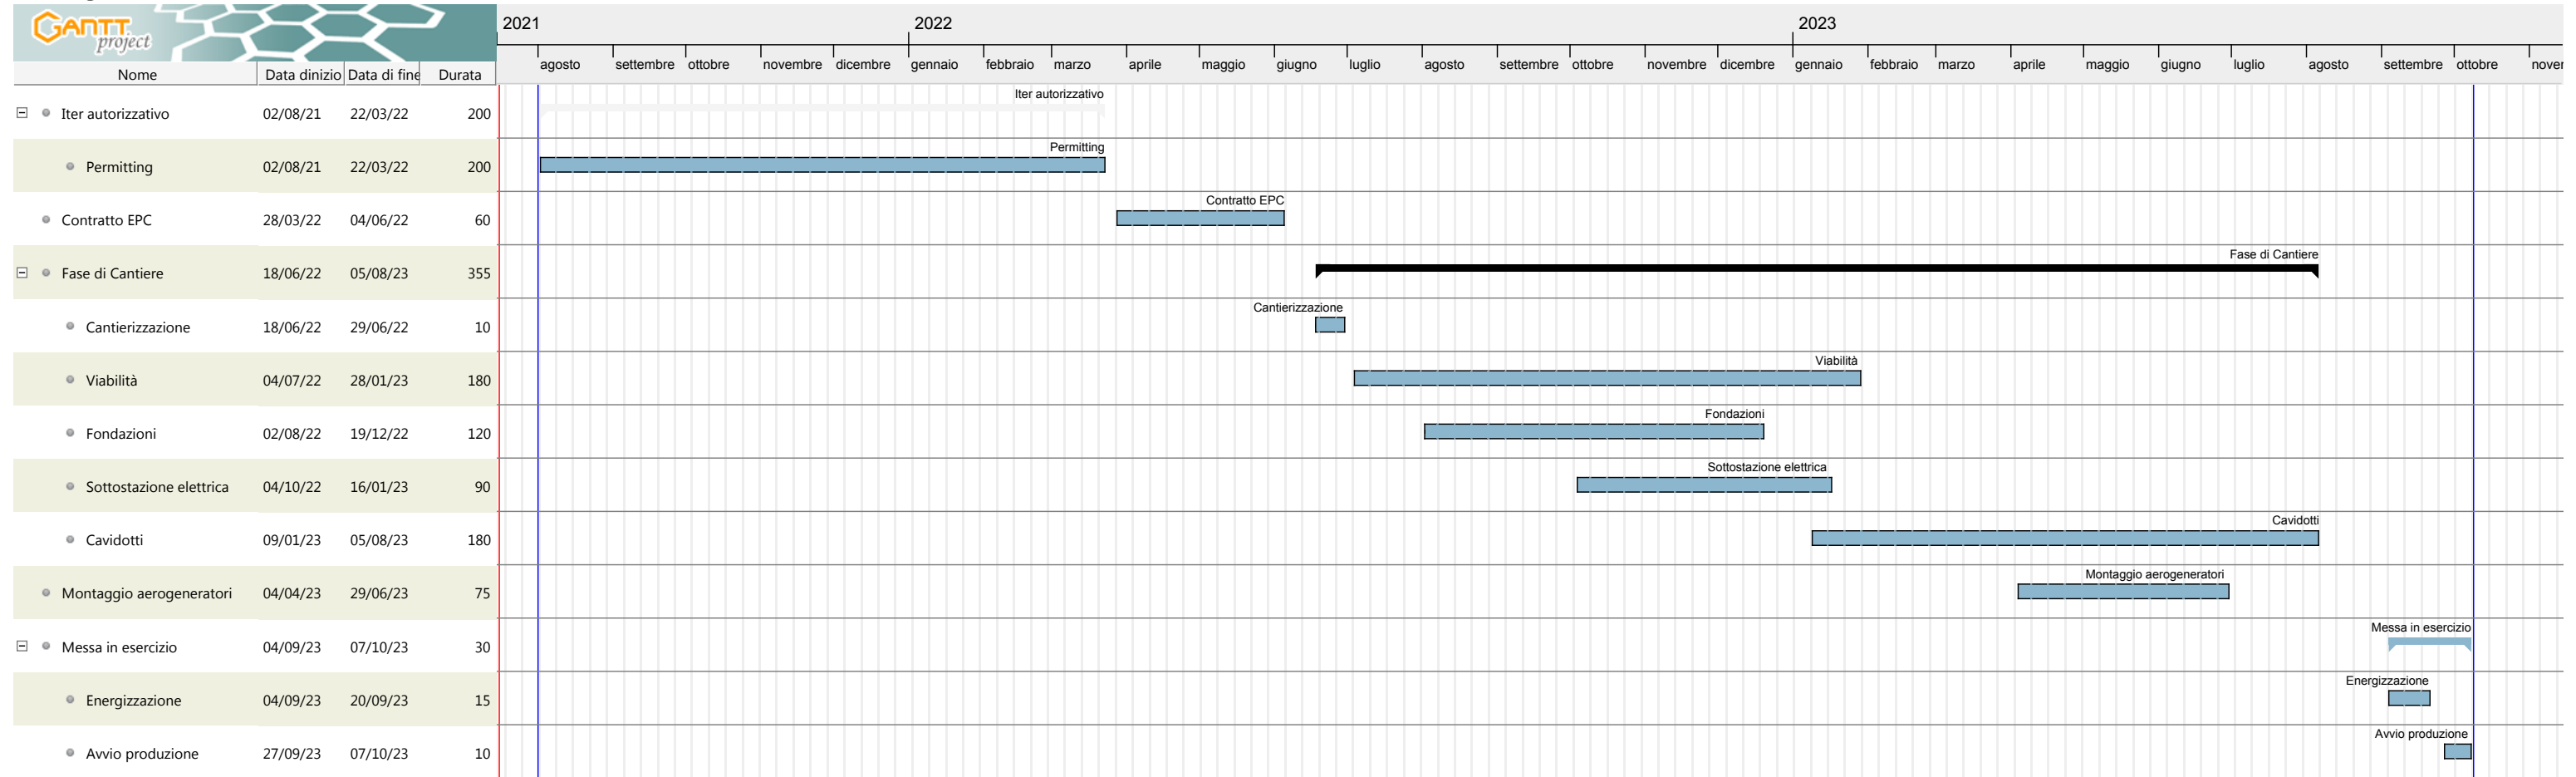 GANTT project
2021 2022 2023
Nome Data dinizio Data di fine Durata
agosto settembre ottobre novembre dicembre gennaio febbraio marzo aprile maggio giugno luglio agosto settembre ottobre novembre dicembre gennaio febbraio marzo aprile maggio giugno luglio agosto settembre ottobre
Iter autorizzativo 02/08/21 22/03/22 200 Iter autorizzativo
Permitting 02/08/21 22/03/22 200 Permitting
Contratto EPC 28/03/22 04/06/22 60 Contratto EPC
Fase di Cantiere 18/06/22 05/08/23 355 Fase di Cantiere
Cantierizzazione 18/06/22 29/06/22 10 Cantierizzazione
Viabilità 04/07/22 28/01/23 180 Viabilità
Fondazioni 02/08/22 19/12/22 120 Fondazioni
Sottostazione elettrica 04/10/22 16/01/23 90 Sottostazione elettrica
Cavidotti 09/01/23 05/08/23 180 Cavidotti
Montaggio aerogeneratori 04/04/23 29/06/23 75 Montaggio aerogeneratori
Messa in esercizio 04/09/23 07/10/23 30 Messa in esercizio
Energizzazione 04/09/23 20/09/23 15 Energizzazione
Avvio produzione 27/09/23 07/10/23 10 Avvio produzione